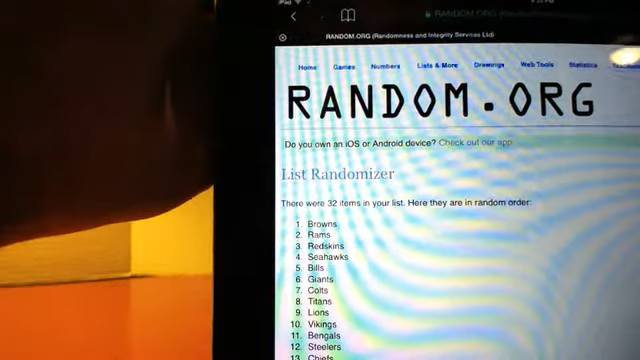 iPad
RANDOM.ORG
RANDOM.ORG (Randomness and Integrity Services Ltd)
Home Games Numbers Lists & More Drawings Web Tools Statistics
RANDOM.ORG
Do you own an iOS or Android device? Check out our app
List Randomizer
There were 32 items in your list. Here they are in random order:
1. Browns
2. Rams
3. Redskins
4. Seahawks
5. Bills
6. Giants
7. Colts
8. Titans
9. Lions
10. Vikings
11. Bengals
12. Steelers
13. Chiefs